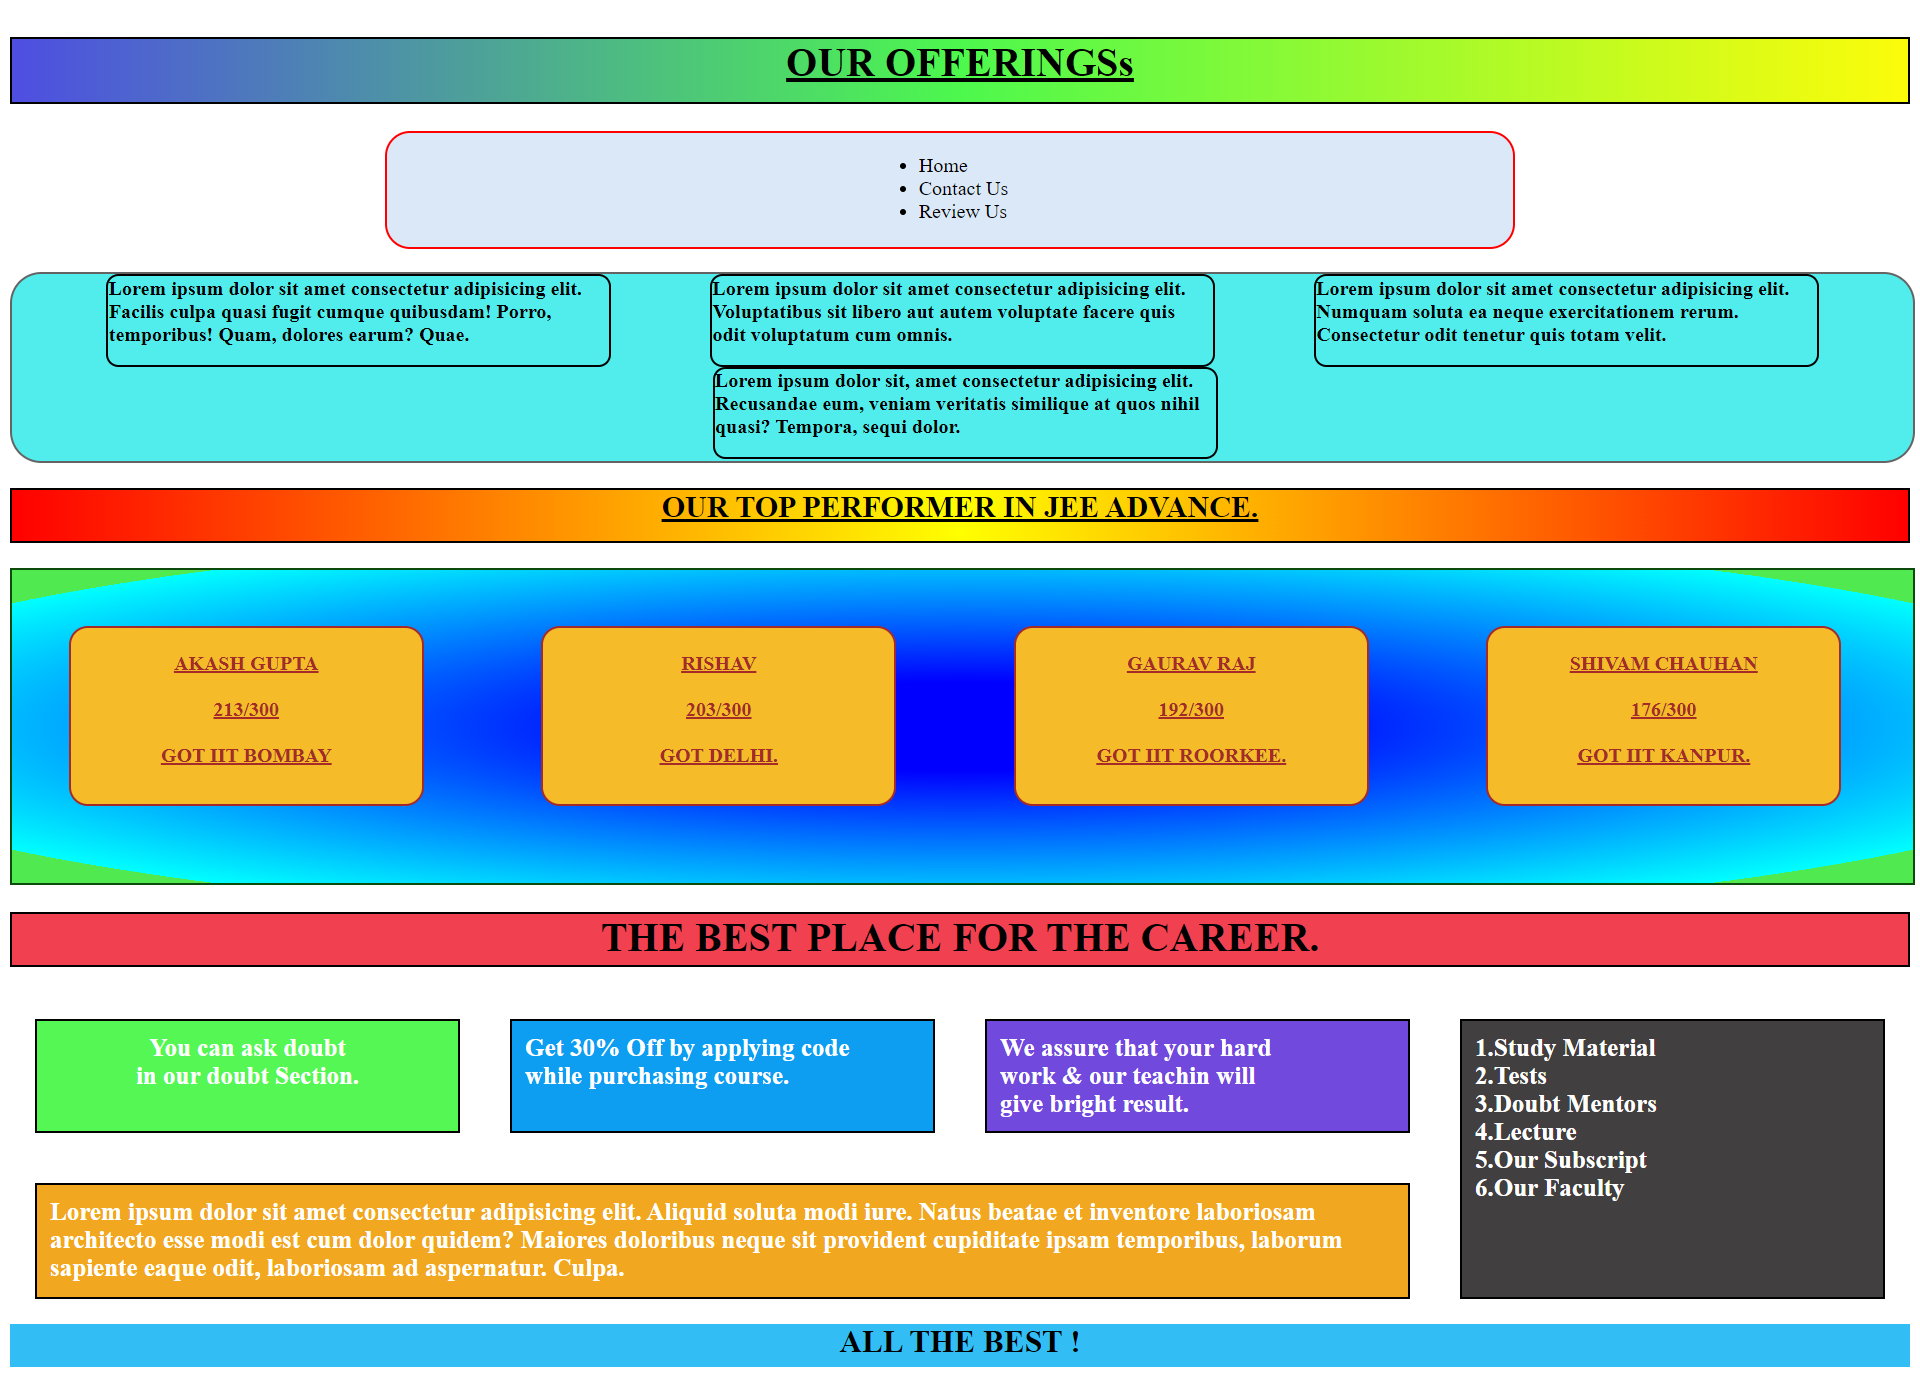 OUR OFFERINGSs
Home
Contact Us
Review Us
Lorem ipsum dolor sit amet consectetur adipisicing elit.
Facilis culpa quasi fugit cumque quibusdam! Porro,
temporibus! Quam, dolores earum? Quae.
Lorem ipsum dolor sit amet consectetur adipisicing elit.
Voluptatibus sit libero aut autem voluptate facere quis
odit voluptatum cum omnis.
Lorem ipsum dolor sit amet consectetur adipisicing elit.
Numquam soluta ea neque exercitationem rerum.
Consectetur odit tenetur quis totam velit.
Lorem ipsum dolor sit, amet consectetur adipisicing elit.
Recusandae eum, veniam veritatis similique at quos nihil
quasi? Tempora, sequi dolor.
OUR TOP PERFORMER IN JEE ADVANCE.
AKASH GUPTA
213/300
GOT IIT BOMBAY
RISHAV
203/300
GOT DELHI.
GAURAV RAJ
192/300
GOT IIT ROORKEE.
SHIVAM CHAUHAN
176/300
GOT IIT KANPUR.
THE BEST PLACE FOR THE CAREER.
You can ask doubt
in our doubt Section.
Get 30% Off by applying code
while purchasing course.
We assure that your hard
work & our teachin will
give bright result.
1.Study Material
2.Tests
3.Doubt Mentors
4.Lecture
5.Our Subscript
6.Our Faculty
Lorem ipsum dolor sit amet consectetur adipisicing elit. Aliquid soluta modi iure. Natus beatae et inventore laboriosam
architecto esse modi est cum dolor quidem? Maiores doloribus neque sit provident cupiditate ipsam temporibus, laborum
sapiente eaque odit, laboriosam ad aspernatur. Culpa.
ALL THE BEST !